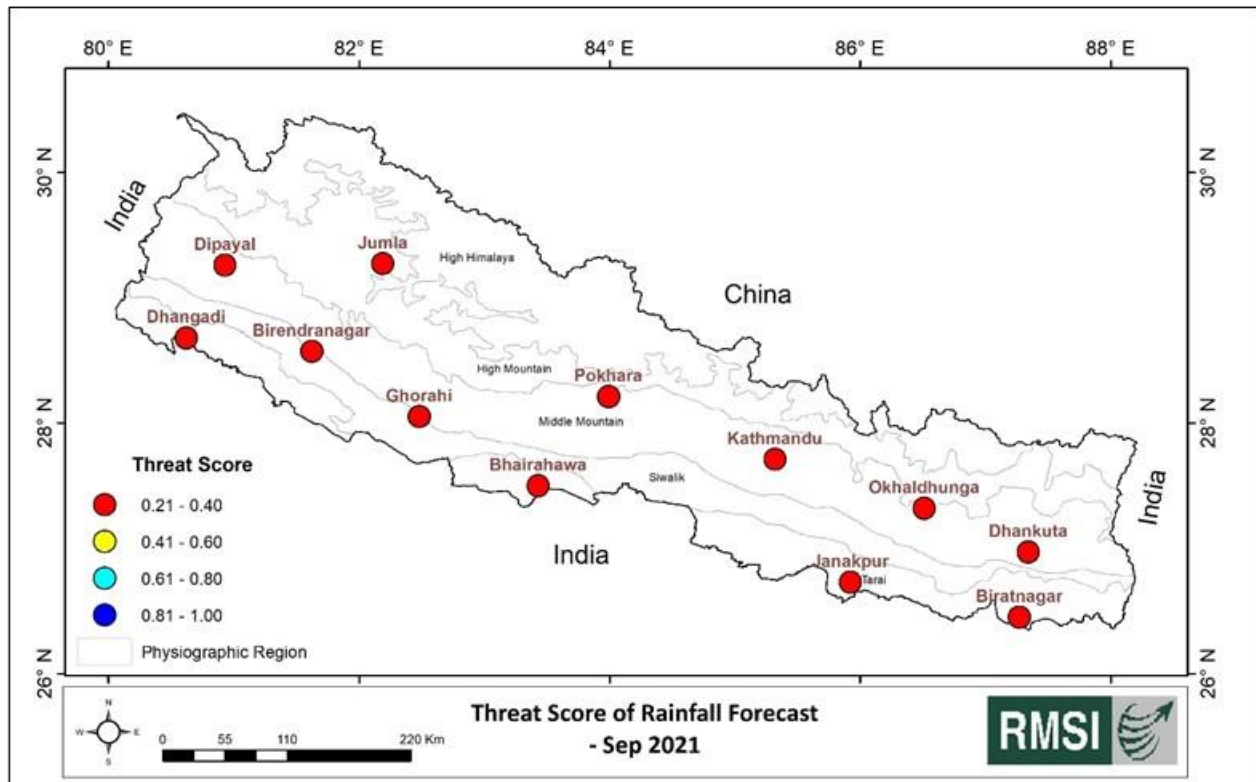 80° E 82° E 84° E 86° E 88° E
30° N
30° N
India
Dipayal
Jumla
High Himalaya
China
Dhangadi
Birendranagar
High Mountain
Pokhara
Ghorahi
Middle Mountain
28° N
28° N
Kathmandu
Bhairahawa
Siwalik
Okhaldhunga
India
Dhankuta
India
Janakpur
Tarai
Biratnagar
Threat Score
0.21 - 0.40
0.41 - 0.60
0.61 - 0.80
0.81 - 1.00
Physiographic Region
26° N
26° N
N
W E
S
0 55 110 220 Km
Threat Score of Rainfall Forecast
- Sep 2021
RMSI